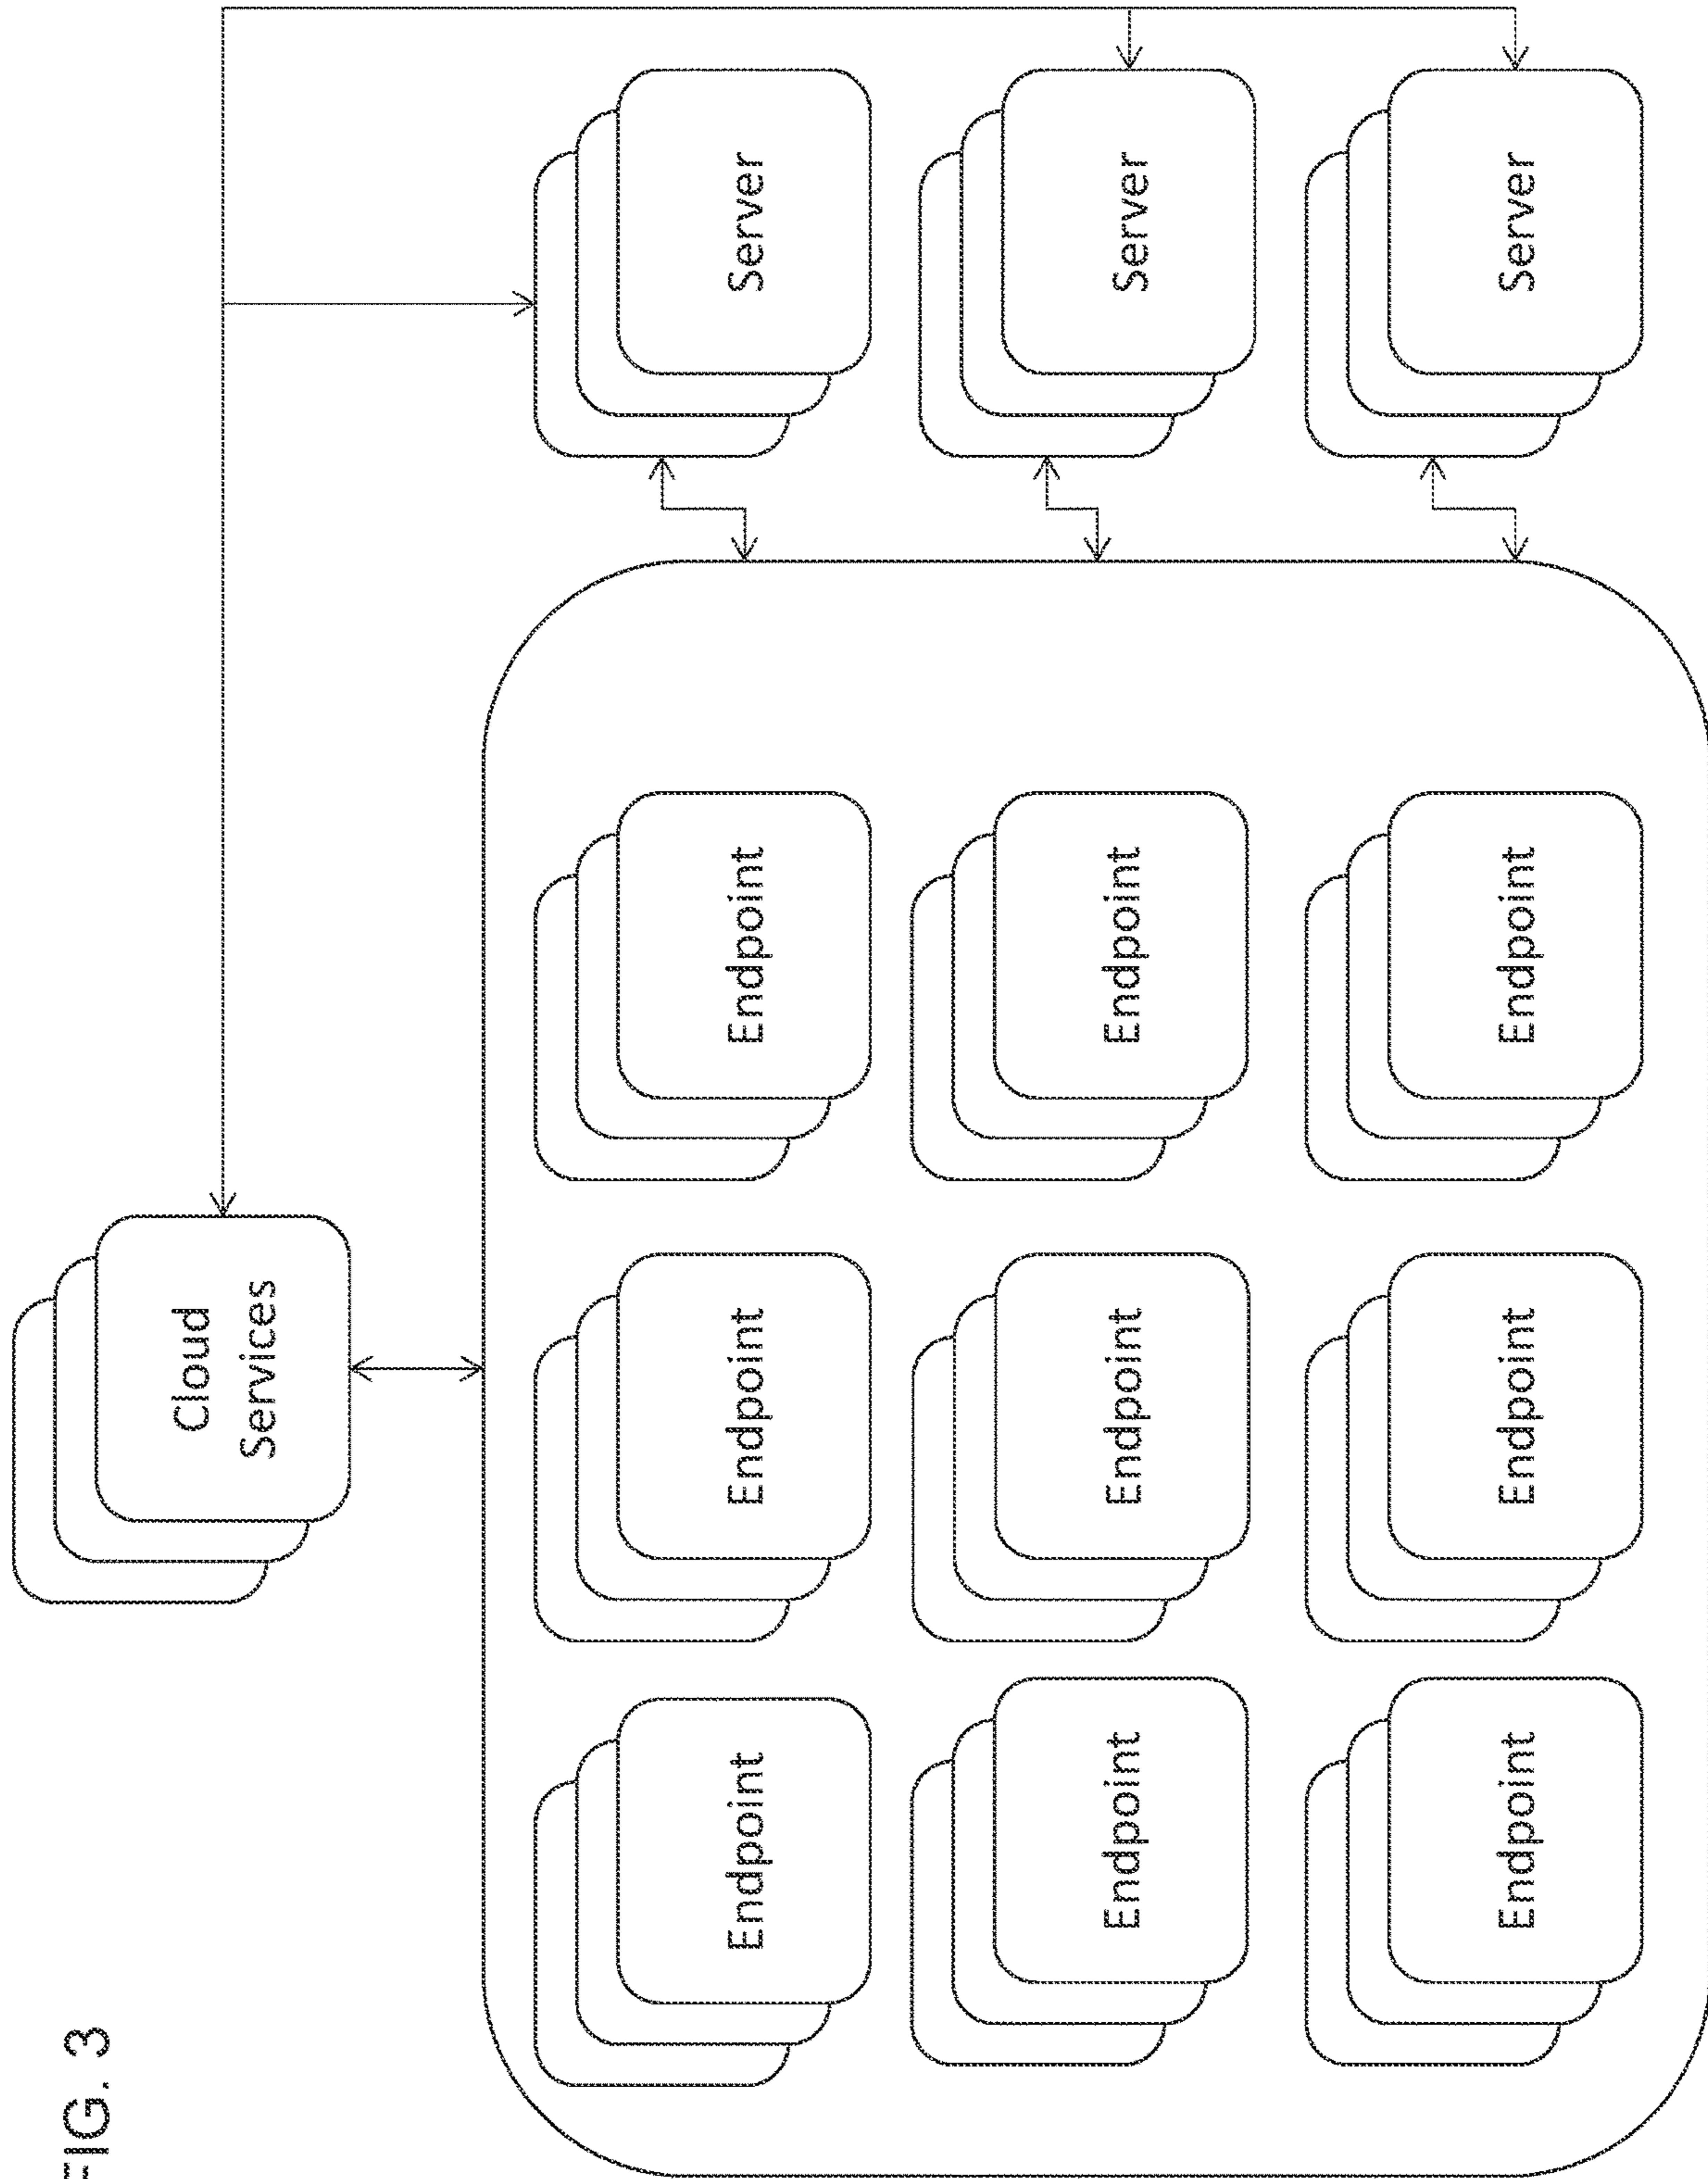 FIG. 3
Cloud
Services
Endpoint
Endpoint
Endpoint
Server
Endpoint
Endpoint
Endpoint
Server
Endpoint
Endpoint
Endpoint
Server